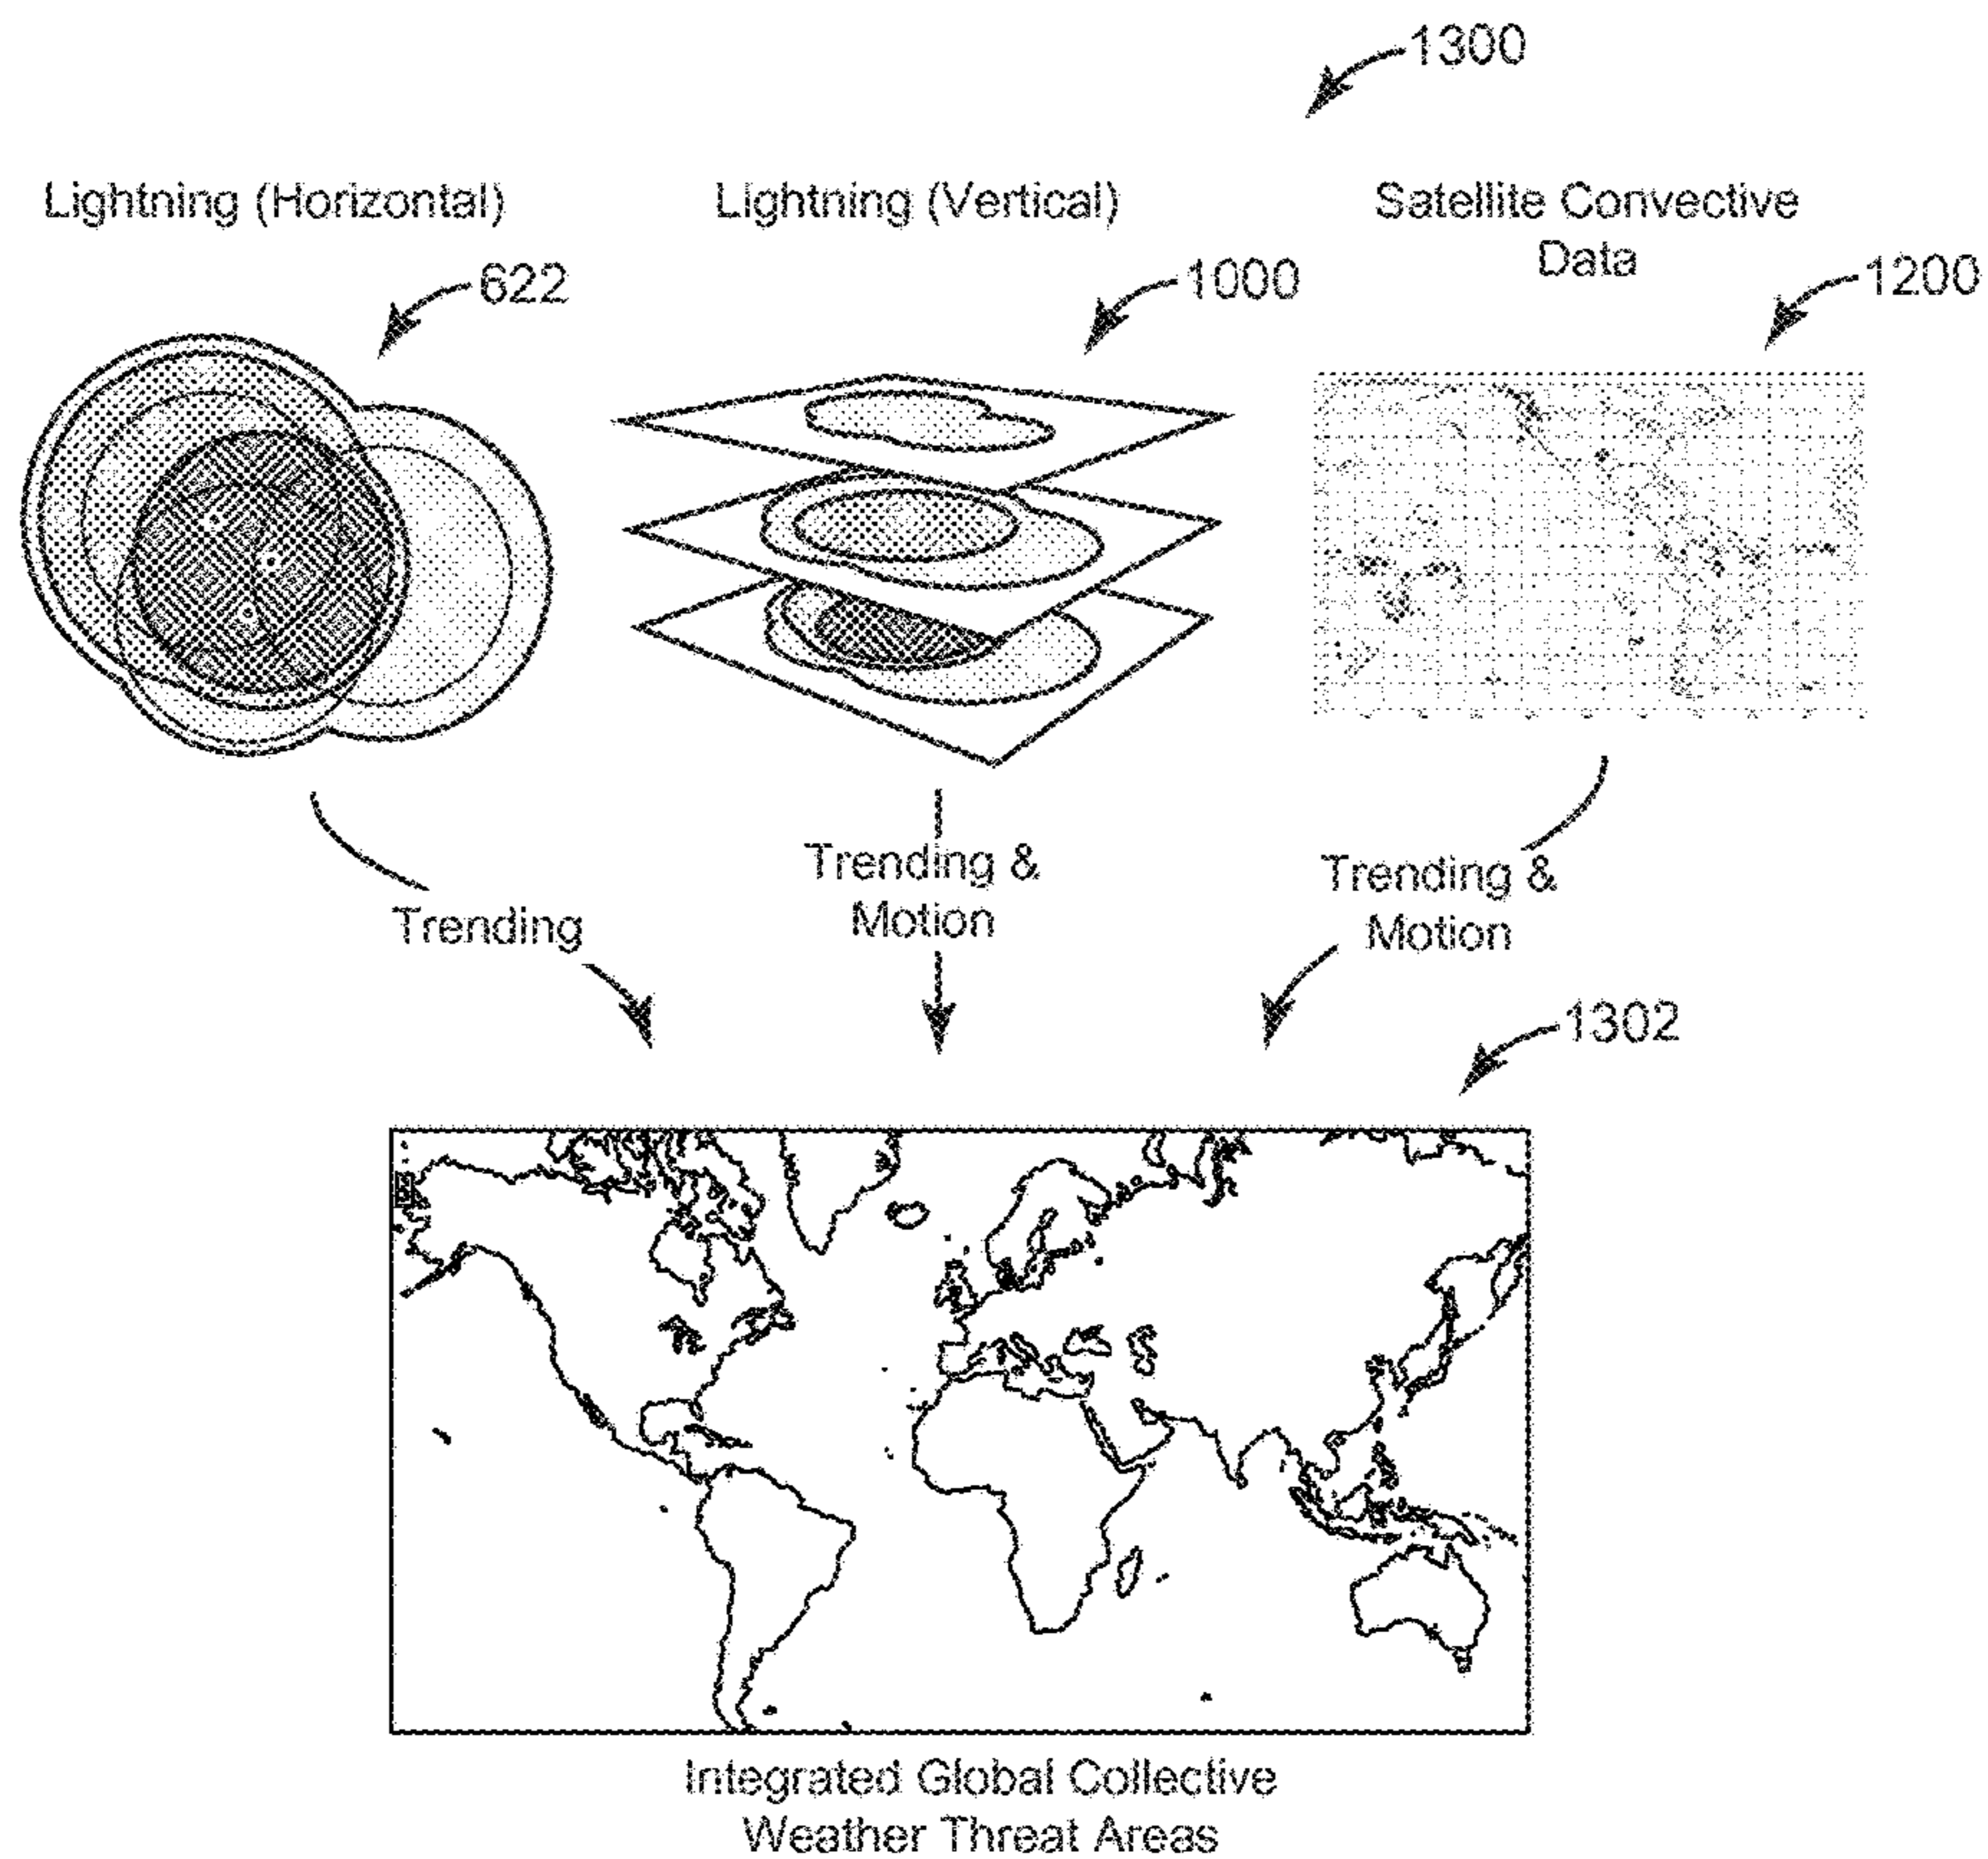 1300
Lightning (Horizontal)
Lightning (Vertical)
Satellite Convective
Data
622
1000
1200
Trending
Trending &
Motion
Trending &
Motion
1302
Integrated Global Collective
Weather Threat Areas